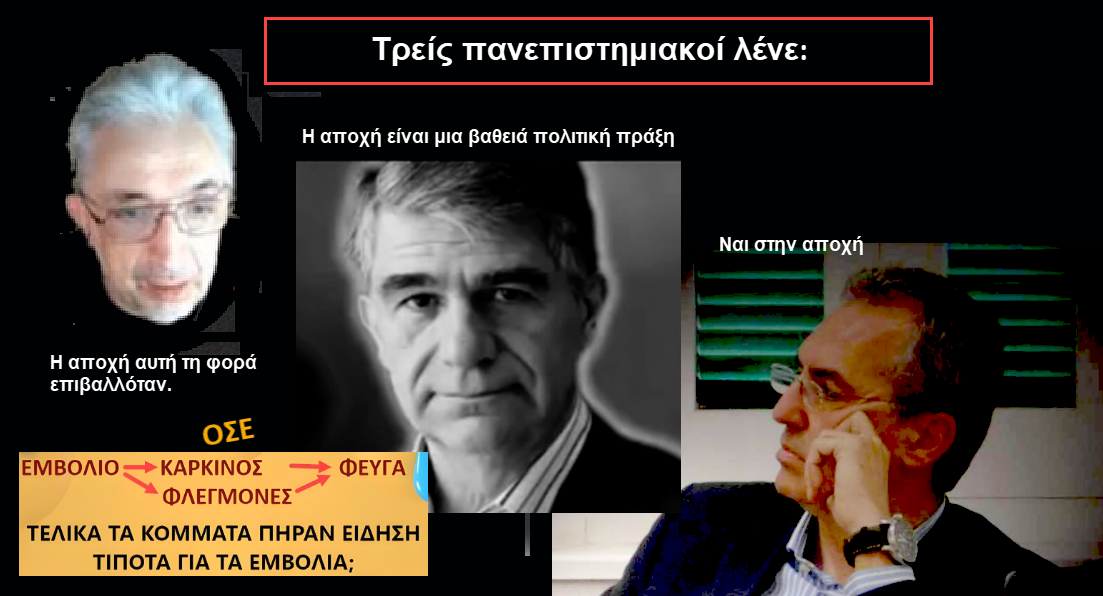 Τρείς πανεπιστημιακοί λένε:
Η αποχή είναι μια βαθειά πολιτική πράξη
Ναι στην αποχή
Η αποχή αυτή τη φορά
επιβαλλόταν.
ΟΣΕ
ΕΜΒΟΛΙΟ ΚΑΡΚΙΝΟΣ ΦΕΥΓΑ
ΦΛΕΓΜΟΝΕΣ
ΤΕΛΙΚΑ ΤΑ ΚΟΜΜΑΤΑ ΠΗΡΑΝ ΕΙΔΗΣΗ
ΤΙΠΟΤΑ ΓΙΑ ΤΑ ΕΜΒΟΛΙΑ;